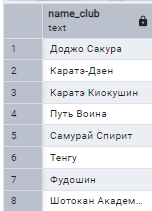 name_club
text
1 Доджо Сакура
2 Каратэ-Дзен
3 Каратэ Киокушин
4 Путь Воина
5 Самурай Спирит
6 Тенгу
7 Фудошин
8 Шотокан Академ...